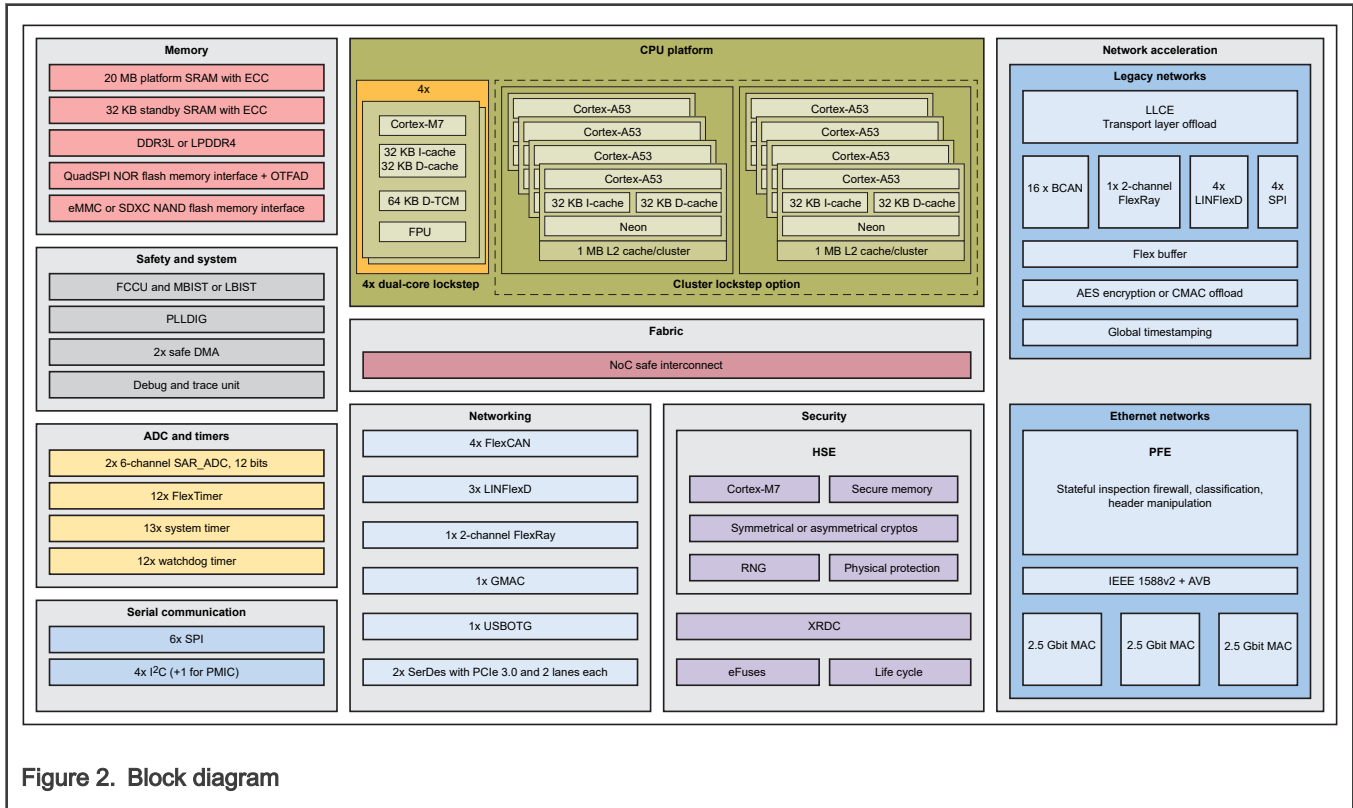 Memory
20 MB platform SRAM with ECC
32 KB standby SRAM with ECC
DDR3L or LPDDR4
QuadSPI NOR flash memory interface + OTFAD
eMMC or SDXC NAND flash memory interface
Safety and system
FCCU and MBIST or LBIST
PLLDIG
2x safe DMA
Debug and trace unit
ADC and timers
2x 6-channel SAR_ADC, 12 bits
12x FlexTimer
13x system timer
12x watchdog timer
Serial communication
6x SPI
4x I²C (+1 for PMIC)
CPU platform
4x
Cortex-M7
32 KB I-cache
32 KB D-cache
64 KB D-TCM
FPU
4x dual-core lockstep
Cortex-A53
Cortex-A53
Cortex-A53
Cortex-A53
32 KB I-cache
32 KB D-cache
Neon
1 MB L2 cache/cluster
Cortex-A53
Cortex-A53
Cortex-A53
Cortex-A53
32 KB I-cache
32 KB D-cache
Neon
1 MB L2 cache/cluster
Cluster lockstep option
Fabric
NoC safe interconnect
Networking
4x FlexCAN
3x LINFlexD
1x 2-channel FlexRay
1x GMAC
1x USBOTG
2x SerDes with PCIe 3.0 and 2 lanes each
Security
HSE
Cortex-M7
Secure memory
Symmetrical or asymmetrical cryptos
RNG
Physical protection
XRDC
eFuses
Life cycle
Network acceleration
Legacy networks
LLCE
Transport layer offload
16 x BCAN
1x 2-channel
FlexRay
4x
LINFlexD
4x
SPI
Flex buffer
AES encryption or CMAC offload
Global timestamping
Ethernet networks
PFE
Stateful inspection firewall, classification,
header manipulation
IEEE 1588v2 + AVB
2.5 Gbit MAC
2.5 Gbit MAC
2.5 Gbit MAC
Figure 2. Block diagram